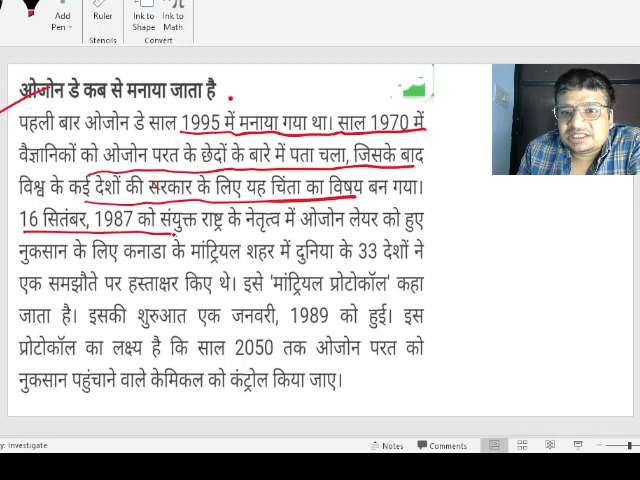 Add
Pen
Ruler
Stencils
Ink to
Shape
Ink to
Math
Convert
ओजोन डे कब से मनाया जाता है
पहली बार ओजोन डे साल 1995 में मनाया गया था। साल 1970 में
वैज्ञानिकों को ओजोन परत के छेदों के बारे में पता चला, जिसके बाद
विश्व के कई देशों की सरकार के लिए यह चिंता का विषय बन गया।
16 सितंबर, 1987 को संयुक्त राष्ट्र के नेतृत्व में ओजोन लेयर को हुए
नुकसान के लिए कनाडा के मांट्रियल शहर में दुनिया के 33 देशों ने
एक समझौते पर हस्ताक्षर किए थे। इसे 'मांट्रियल प्रोटोकॉल' कहा
जाता है। इसकी शुरुआत एक जनवरी, 1989 को हुई। इस
प्रोटोकॉल का लक्ष्य है कि साल 2050 तक ओजोन परत को
नुकसान पहुंचाने वाले केमिकल को कंट्रोल किया जाए।
y: Investigate
Notes
Comments